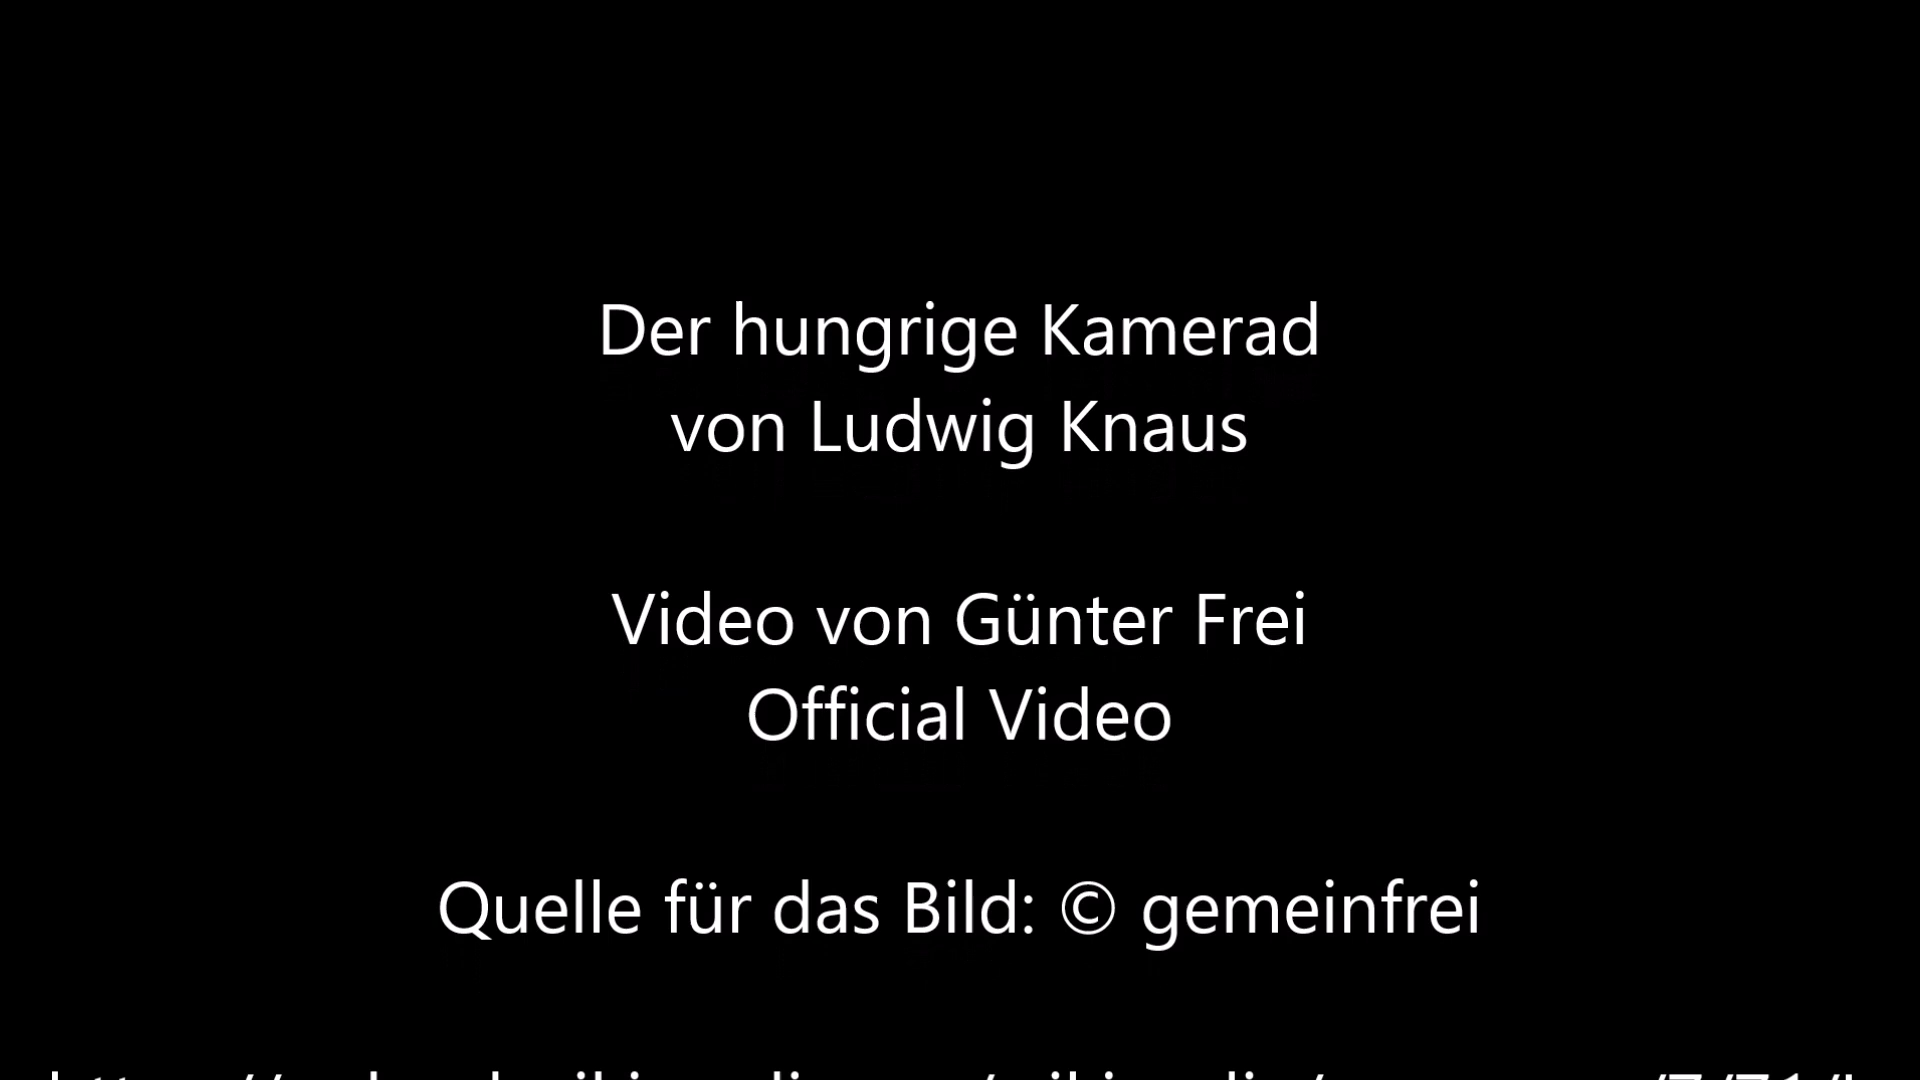 Der hungrige Kamerad
von Ludwig Knaus
Video von Günter Frei
Official Video
Quelle für das Bild: © gemeinfrei